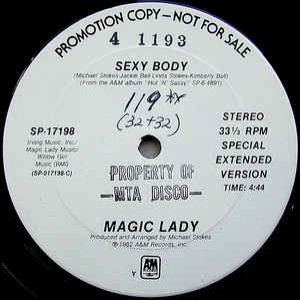 PROMOTION COPY—NOT FOR SALE
4 1193
SEXY BODY
(Michael Stokes-Jackie Ball-Linda Stokes-Kimberly Ball)
(From the A&M album "Hot 'N' Sassy" SP-6-4891)
119**
(32+32)
SP-17198
Irving Music, Inc./
Magic Lady Music/
Willow Girl
Music (BMI)
(SP-017198-C)
STEREO
33⅓ RPM
SPECIAL
EXTENDED
VERSION
TIME: 4:44
PROPERTY OF
—MTA DISCO—
MAGIC LADY
Produced and Arranged by Michael Stokes
℗ 1982 A&M Records, Inc.
Y
A&M
RECORDS